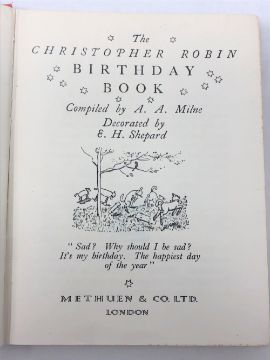 The
CHRISTOPHER ROBIN
BIRTHDAY
BOOK
Compiled by A. A. Milne
Decorated by
E. H. Shepard
"Sad? Why should I be sad?
It's my birthday. The happiest day
of the year"
METHUEN & CO. LTD.
LONDON